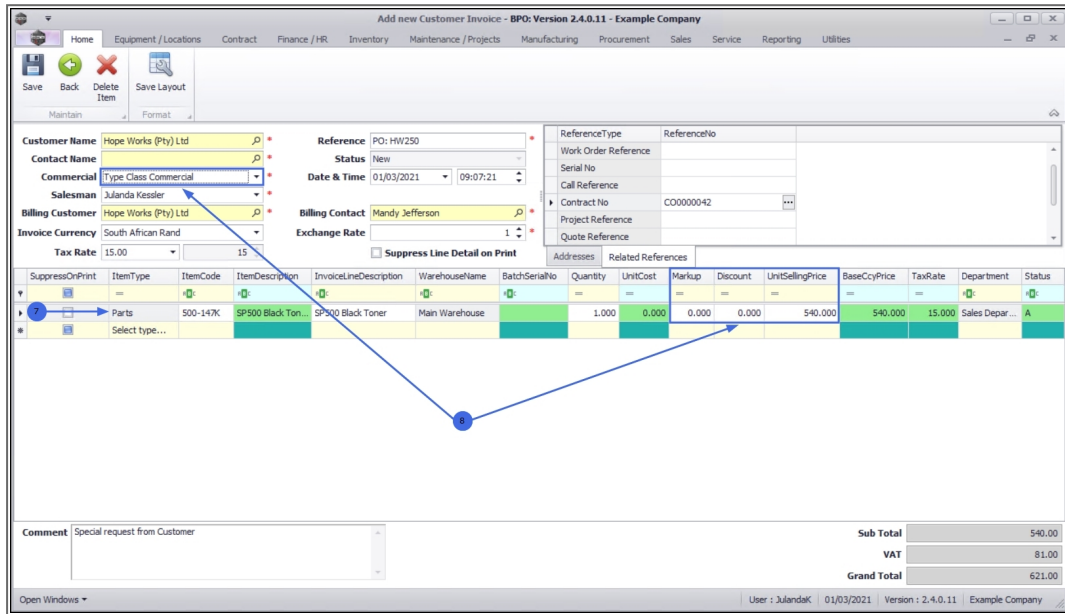 Add new Customer Invoice - BPO: Version 2.4.0.11 - Example Company
Home Equipment / Locations Contract Finance / HR Inventory Maintenance / Projects Manufacturing Procurement Sales Service Reporting Utilities
Save Back Delete Item Save Layout
Maintain Format
Customer Name Hope Works (Pty) Ltd * Reference PO: HW250 *
Contact Name * Status New
Commercial Type Class Commercial * Date & Time 01/03/2021 09:07:21
Salesman Julanda Kessler *
Billing Customer Hope Works (Pty) Ltd * Billing Contact Mandy Jefferson *
Invoice Currency South African Rand Exchange Rate 1 *
Tax Rate 15.00 15 Suppress Line Detail on Print
ReferenceType ReferenceNo
Work Order Reference
Serial No
Call Reference
Contract No CO0000042 ...
Project Reference
Quote Reference
Addresses Related References
SuppressOnPrint ItemType ItemCode ItemDescription InvoiceLineDescription WarehouseName BatchSerialNo Quantity UnitCost Markup Discount UnitSellingPrice BaseCcyPrice TaxRate Department Status
7 Parts 500-147K SP500 Black Ton... SP500 Black Toner Main Warehouse 1.000 0.000 0.000 0.000 540.000 540.000 15.000 Sales Depar... A
Select type...
8
Comment Special request from Customer
Sub Total 540.00
VAT 81.00
Grand Total 621.00
Open Windows User : JulandaK 01/03/2021 Version : 2.4.0.11 Example Company